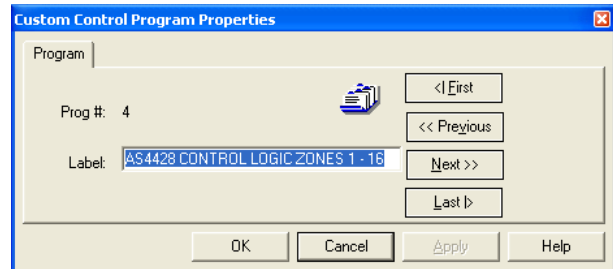 Custom Control Program Properties
Program
Prog #: 4
Label: AS4428 CONTROL LOGIC ZONES 1 - 16
<| First
<< Previous
Next >>
Last |>
OK Cancel Apply Help